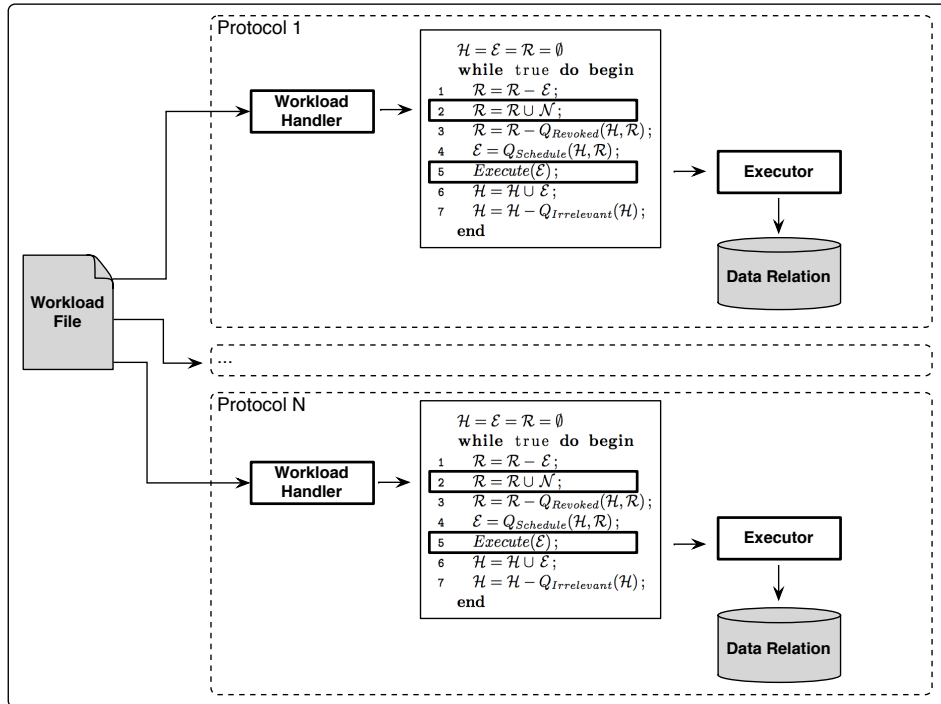 Protocol 1
Workload
Handler
ℋ = ℰ = ℛ = ∅
while true do begin
1 ℛ = ℛ − ℰ;
2 ℛ = ℛ ∪ 𝒩;
3 ℛ = ℛ − Q_Revoked(ℋ, ℛ);
4 ℰ = Q_Schedule(ℋ, ℛ);
5 Execute(ℰ);
6 ℋ = ℋ ∪ ℰ;
7 ℋ = ℋ − Q_Irrelevant(ℋ);
end
Executor
Data Relation
Workload
File
...
Protocol N
Workload
Handler
ℋ = ℰ = ℛ = ∅
while true do begin
1 ℛ = ℛ − ℰ;
2 ℛ = ℛ ∪ 𝒩;
3 ℛ = ℛ − Q_Revoked(ℋ, ℛ);
4 ℰ = Q_Schedule(ℋ, ℛ);
5 Execute(ℰ);
6 ℋ = ℋ ∪ ℰ;
7 ℋ = ℋ − Q_Irrelevant(ℋ);
end
Executor
Data Relation